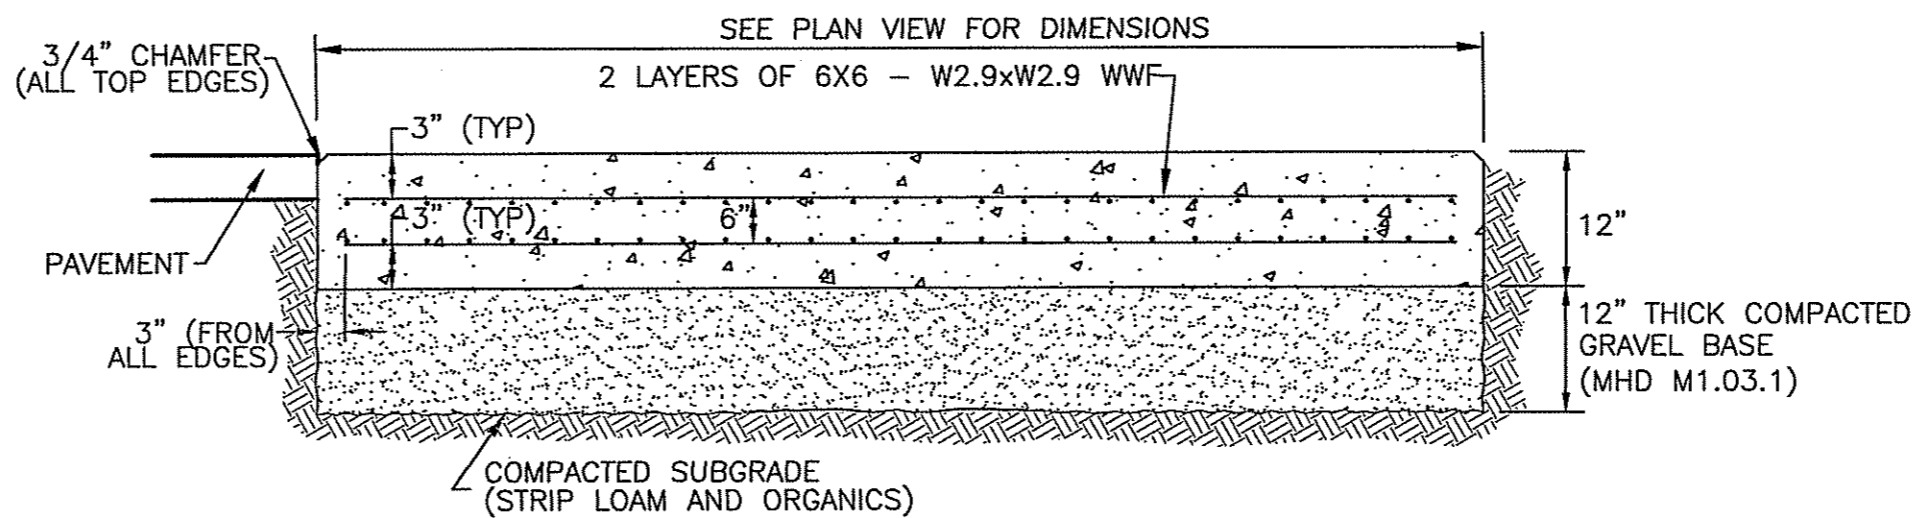 SEE PLAN VIEW FOR DIMENSIONS
3/4" CHAMFER
(ALL TOP EDGES)
2 LAYERS OF 6X6 - W2.9xW2.9 WWF
3" (TYP)
3" (TYP)
6"
12"
PAVEMENT
3" (FROM
ALL EDGES)
12" THICK COMPACTED
GRAVEL BASE
(MHD M1.03.1)
COMPACTED SUBGRADE
(STRIP LOAM AND ORGANICS)